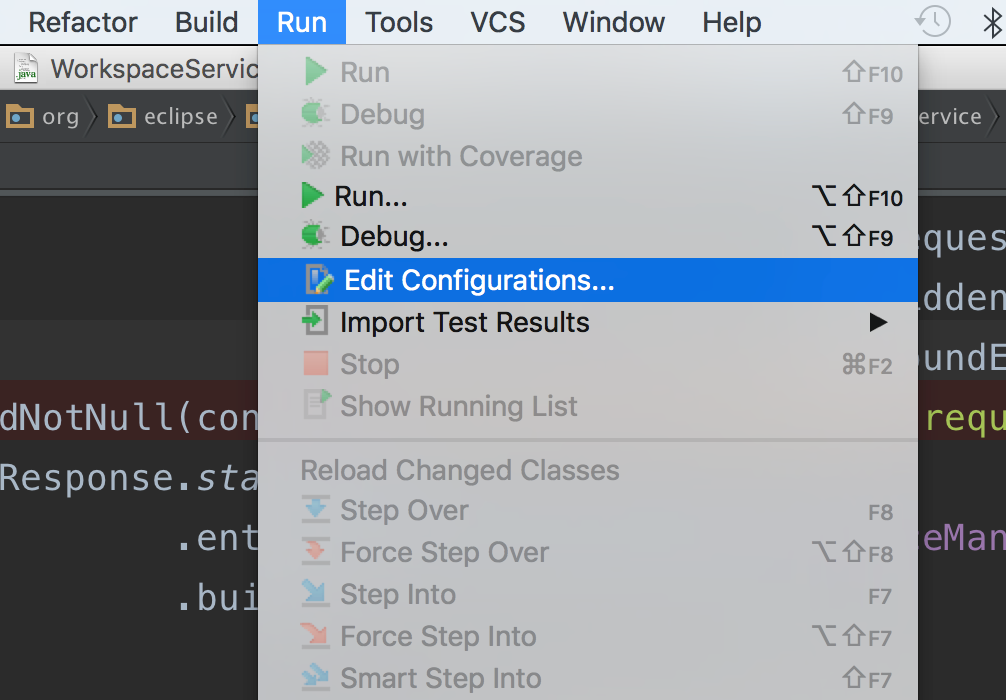 Refactor Build Run Tools VCS Window Help
WorkspaceServic
org eclipse ervice
Run ⇧F10
Debug ⇧F9
Run with Coverage
Run... ⌥⇧F10
Debug... ⌥⇧F9
eques
Edit Configurations...
dden
Import Test Results ▶
Stop ⌘F2
oundE
Show Running List
dNotNull(con requ
Reload Changed Classes
Response.sta
Step Over F8
.ent ceMan
Force Step Over ⌥⇧F8
Step Into F7
.bui
Force Step Into ⌥⇧F7
Smart Step Into ⇧F7